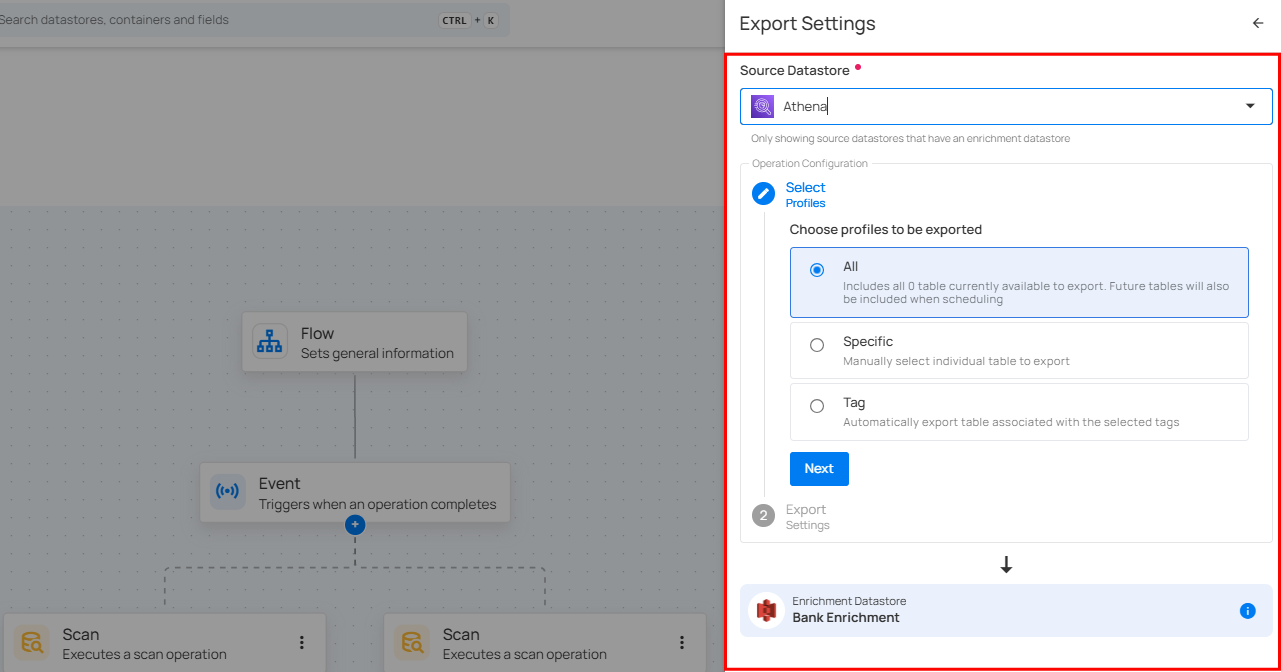 Search datastores, containers and fields
CTRL + K
Export Settings
Source Datastore
Athena
Only showing source datastores that have an enrichment datastore
Operation Configuration
Select
Profiles
Choose profiles to be exported
All
Includes all 0 table currently available to export. Future tables will also
be included when scheduling
Specific
Manually select individual table to export
Tag
Automatically export table associated with the selected tags
Next
2
Export
Settings
Enrichment Datastore
Bank Enrichment
Flow
Sets general information
Event
Triggers when an operation completes
Scan
Executes a scan operation
Scan
Executes a scan operation